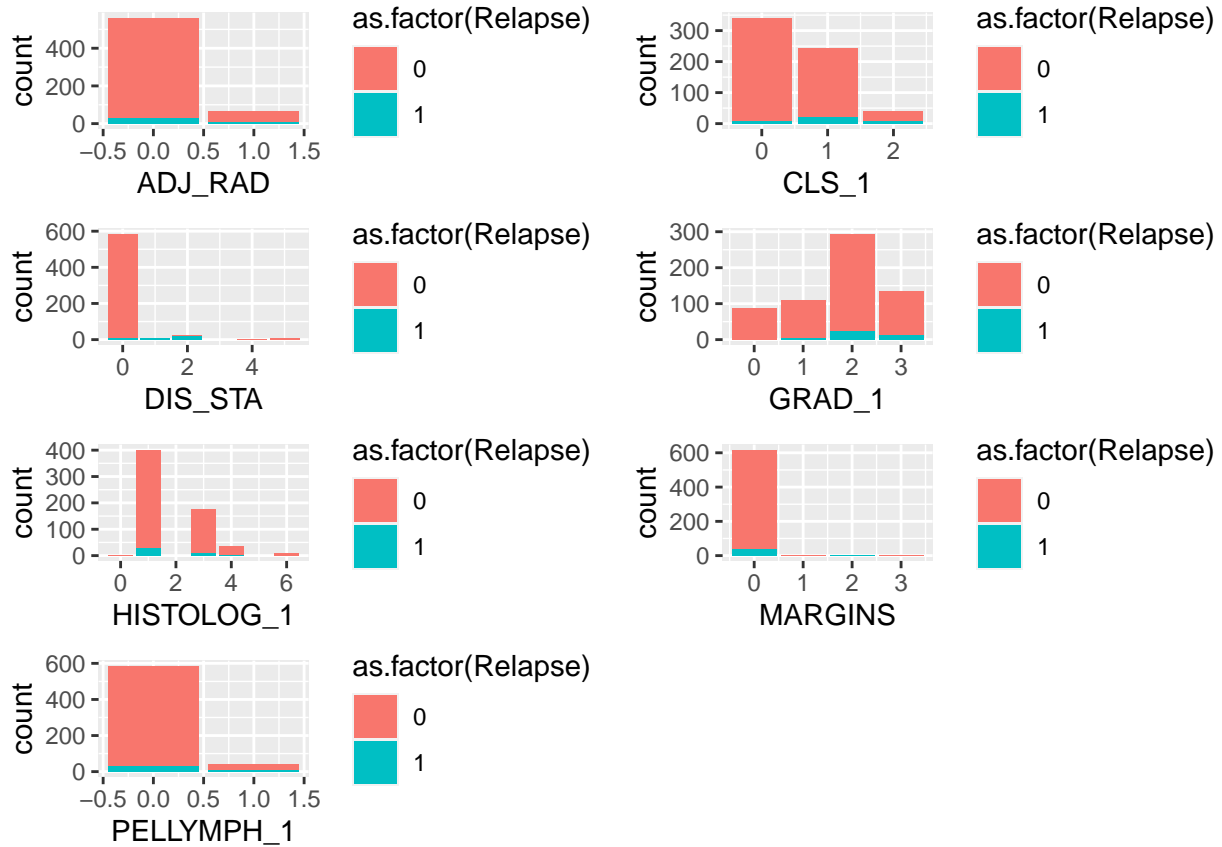 as.factor(Relapse)
count
400
200
0
−0.5 0.0 0.5 1.0 1.5
ADJ_RAD
0
1
as.factor(Relapse)
count
300
200
100
0
0 1 2
CLS_1
0
1
as.factor(Relapse)
count
600
400
200
0
0 2 4
DIS_STA
0
1
as.factor(Relapse)
count
300
200
100
0
0 1 2 3
GRAD_1
0
1
as.factor(Relapse)
count
400
300
200
100
0
0 2 4 6
HISTOLOG_1
0
1
as.factor(Relapse)
count
600
400
200
0
0 1 2 3
MARGINS
0
1
as.factor(Relapse)
count
600
400
200
0
−0.5 0.0 0.5 1.0 1.5
PELLYMPH_1
0
1